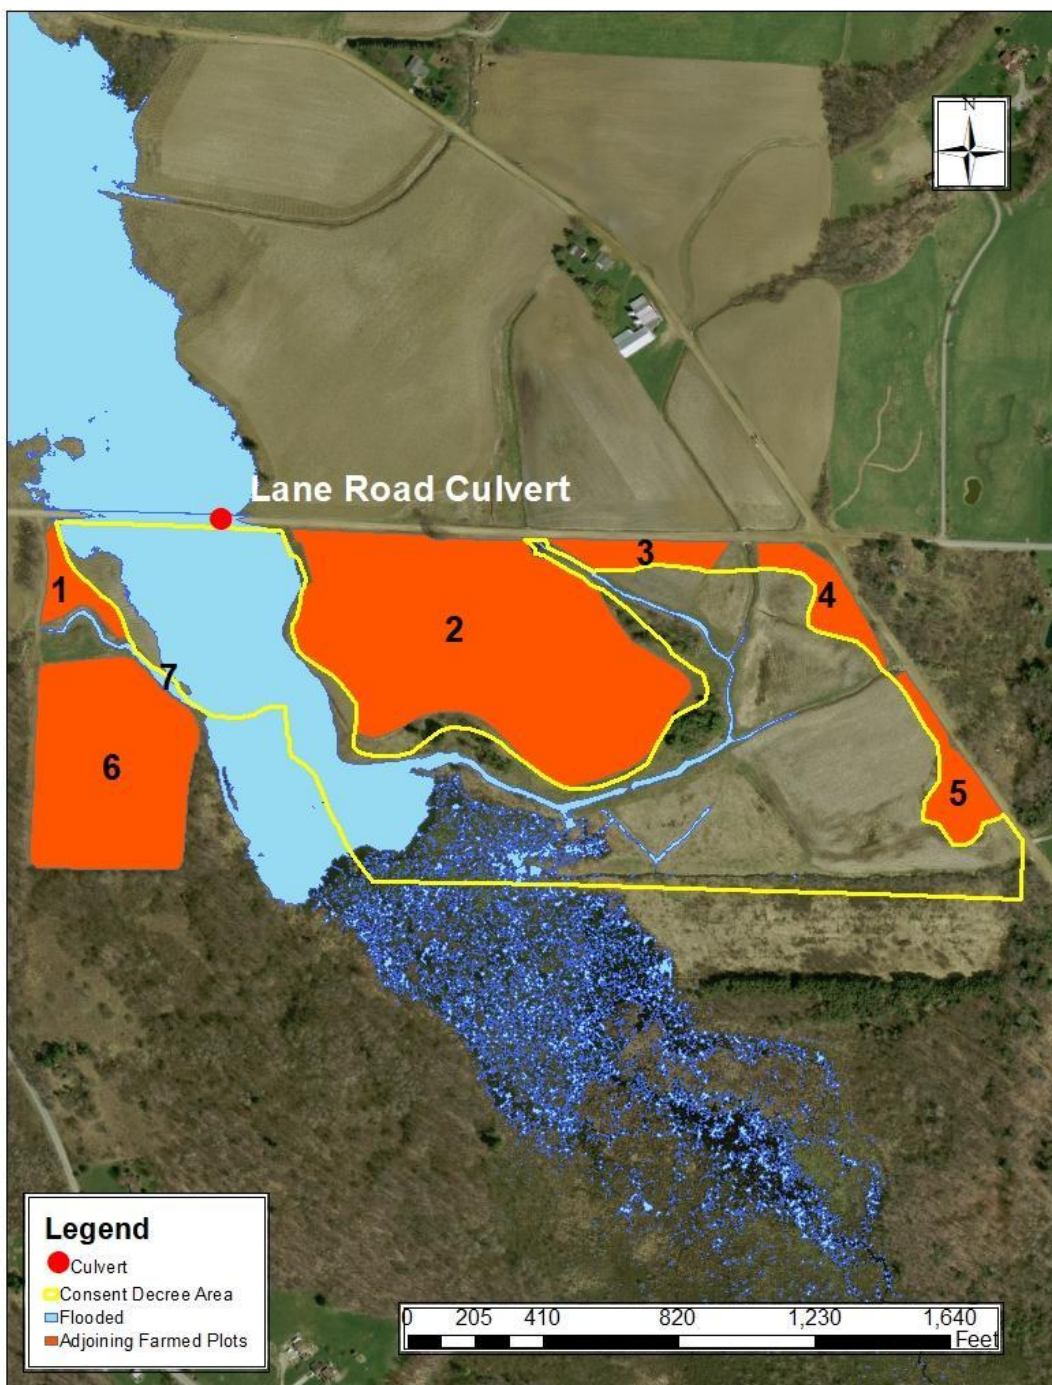 N
Lane Road Culvert
1
2
3
4
5
6
7
Legend
Culvert
Consent Decree Area
Flooded
Adjoining Farmed Plots
0 205 410 820 1,230 1,640
Feet